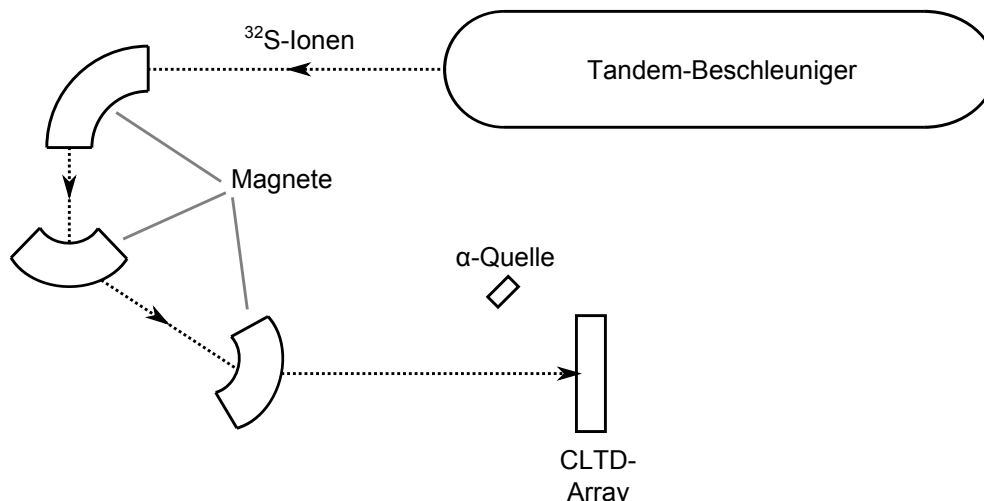 ³²S-Ionen
Tandem-Beschleuniger
Magnete
α-Quelle
CLTD-
Array